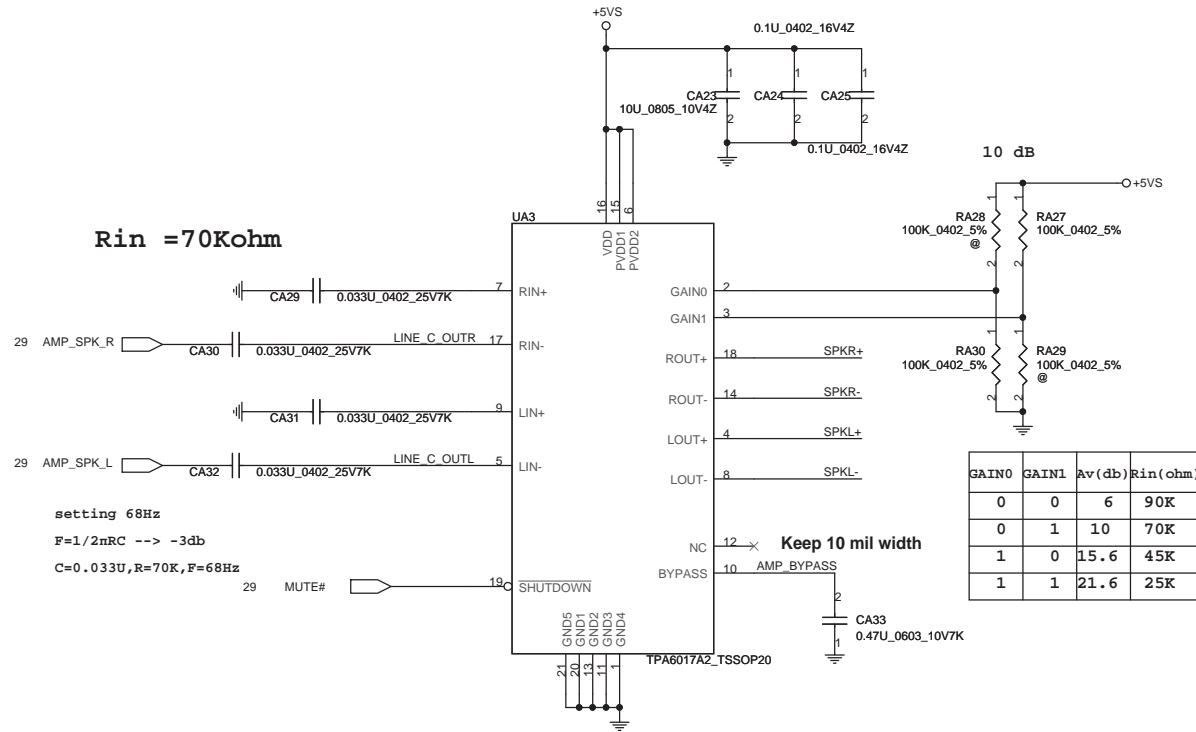 +5VS
0.1U_0402_16V4Z
CA23
CA24
CA25
1
1
1
2
2
2
10U_0805_10V4Z
0.1U_0402_16V4Z
10 dB
+5VS
RA28
100K_0402_5%
@
RA27
100K_0402_5%
1
1
2
2
RA30
100K_0402_5%
RA29
100K_0402_5%
@
1
1
2
2
Rin =70Kohm
UA3
16
15
6
VDD
PVDD1
PVDD2
CA29
0.033U_0402_25V7K
7
RIN+
29
AMP_SPK_R
CA30
0.033U_0402_25V7K
LINE_C_OUTR
17
RIN-
CA31
0.033U_0402_25V7K
9
LIN+
29
AMP_SPK_L
CA32
0.033U_0402_25V7K
LINE_C_OUTL
5
LIN-
GAIN0
2
GAIN1
3
ROUT+
18
SPKR+
ROUT-
14
SPKR-
LOUT+
4
SPKL+
LOUT-
8
SPKL-
NC
12
Keep 10 mil width
BYPASS
10
AMP_BYPASS
2
CA33
0.47U_0603_10V7K
1
setting 68Hz
F=1/2πRC --> -3db
C=0.033U,R=70K,F=68Hz
29
MUTE#
19
SHUTDOWN
GND5
GND1
GND2
GND3
GND4
21
20
13
11
1
TPA6017A2_TSSOP20
GAIN0 GAIN1 Av(db) Rin(ohm)
0 0 6 90K
0 1 10 70K
1 0 15.6 45K
1 1 21.6 25K